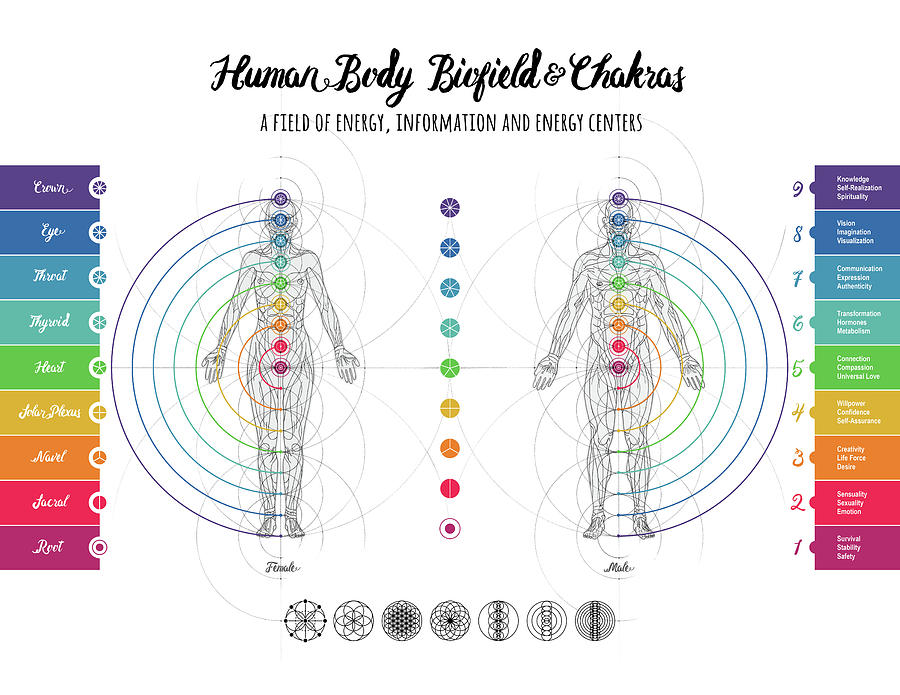 Human Body Biofield & Chakras
A FIELD OF ENERGY, INFORMATION AND ENERGY CENTERS
Crown
Eye
Throat
Thyroid
Heart
Solar Plexus
Navel
Sacral
Root
9
Knowledge
Self-Realization
Spirituality
8
Vision
Imagination
Visualization
7
Communication
Expression
Authenticity
6
Transformation
Hormones
Metabolism
5
Connection
Compassion
Universal Love
4
Willpower
Confidence
Self-Assurance
3
Creativity
Life Force
Desire
2
Sensuality
Sexuality
Emotion
1
Survival
Stability
Safety
Female
Male